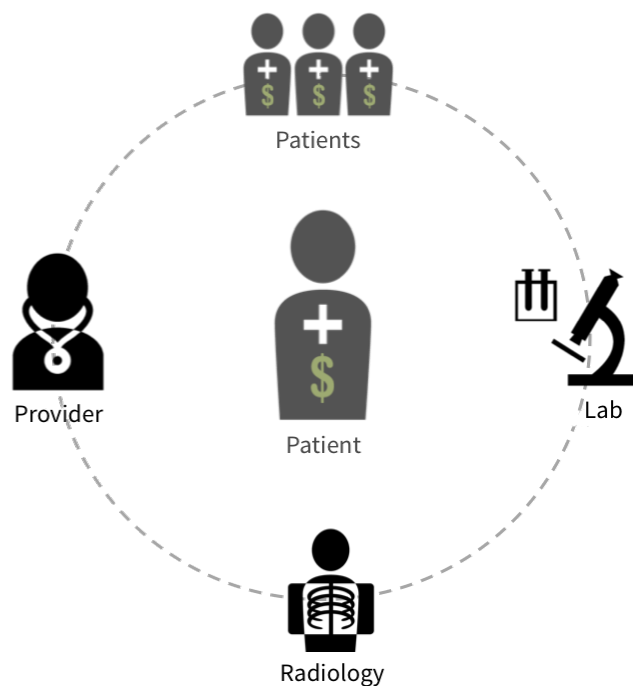 $ $ $
Patients
$
Patient
Provider
Lab
Radiology